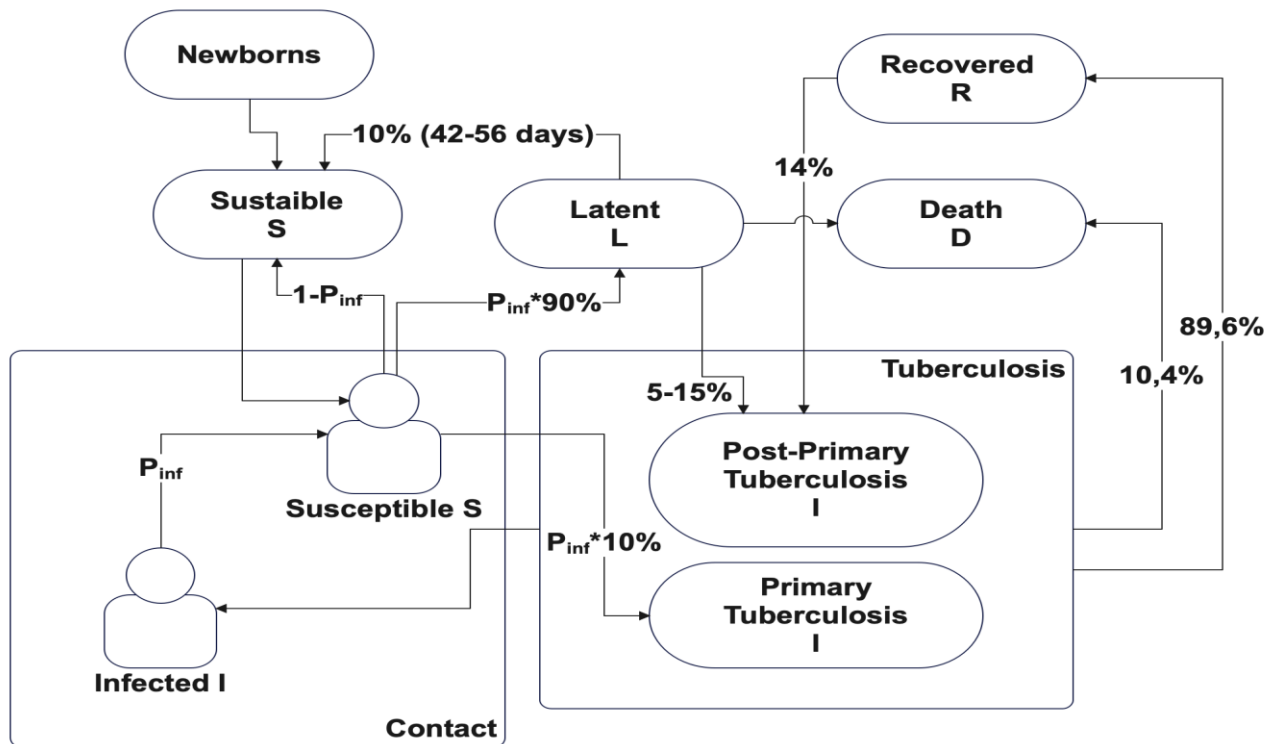 Newborns
Recovered
R
10% (42-56 days)
14%
Sustaible
S
Latent
L
Death
D
1-Pinf
Pinf*90%
89,6%
Tuberculosis
10,4%
5-15%
Post-Primary
Tuberculosis
I
Pinf
Susceptible S
Pinf*10%
Primary
Tuberculosis
I
Infected I
Contact